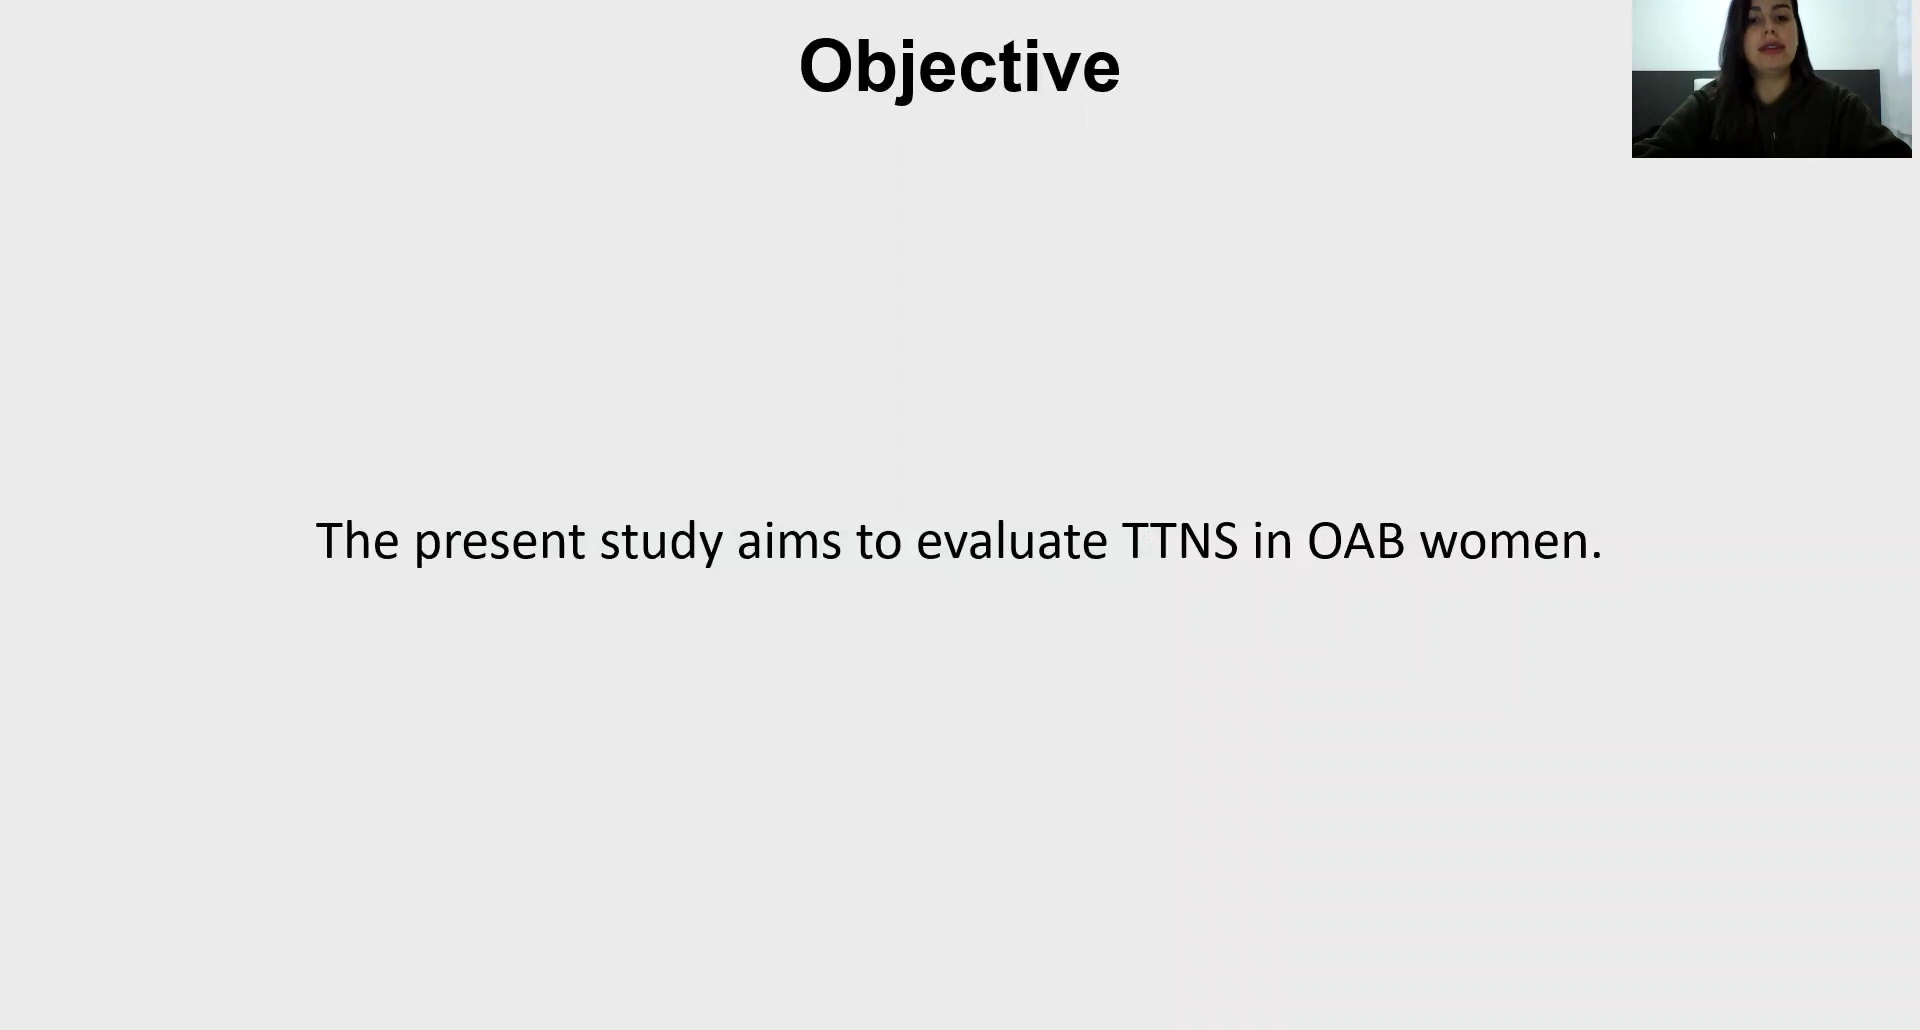 Objective
The present study aims to evaluate TTNS in OAB women.